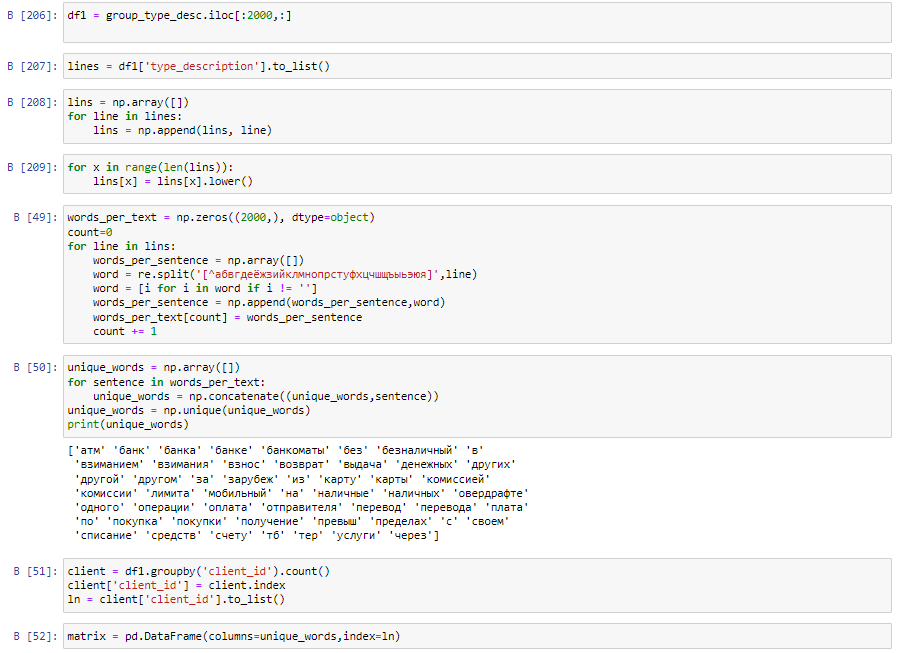 В [206]: df1 = group_type_desc.iloc[:2000,:]
В [207]: lines = df1['type_description'].to_list()
В [208]: lins = np.array([])
for line in lines:
    lins = np.append(lins, line)
В [209]: for x in range(len(lins)):
    lins[x] = lins[x].lower()
В [49]: words_per_text = np.zeros((2000,), dtype=object)
count=0
for line in lins:
    words_per_sentence = np.array([])
    word = re.split('[^абвгдеёжзийклмнопрстуфхцчшщъыьэюя]',line)
    word = [i for i in word if i != '']
    words_per_sentence = np.append(words_per_sentence,word)
    words_per_text[count] = words_per_sentence
    count += 1
В [50]: unique_words = np.array([])
for sentence in words_per_text:
    unique_words = np.concatenate((unique_words,sentence))
unique_words = np.unique(unique_words)
print(unique_words)
['атм' 'банк' 'банка' 'банке' 'банкоматы' 'без' 'безналичный' 'в'
 'взиманием' 'взимания' 'взнос' 'возврат' 'выдача' 'денежных' 'других'
 'другой' 'другом' 'за' 'зарубеж' 'из' 'карту' 'карты' 'комиссией'
 'комиссии' 'лимита' 'мобильный' 'на' 'наличные' 'наличных' 'овердрафте'
 'одного' 'операции' 'оплата' 'отправителя' 'перевод' 'перевода' 'плата'
 'по' 'покупка' 'покупки' 'получение' 'превыш' 'пределах' 'с' 'своем'
 'списание' 'средств' 'счету' 'тб' 'тер' 'услуги' 'через']
В [51]: client = df1.groupby('client_id').count()
client['client_id'] = client.index
ln = client['client_id'].to_list()
В [52]: matrix = pd.DataFrame(columns=unique_words,index=ln)